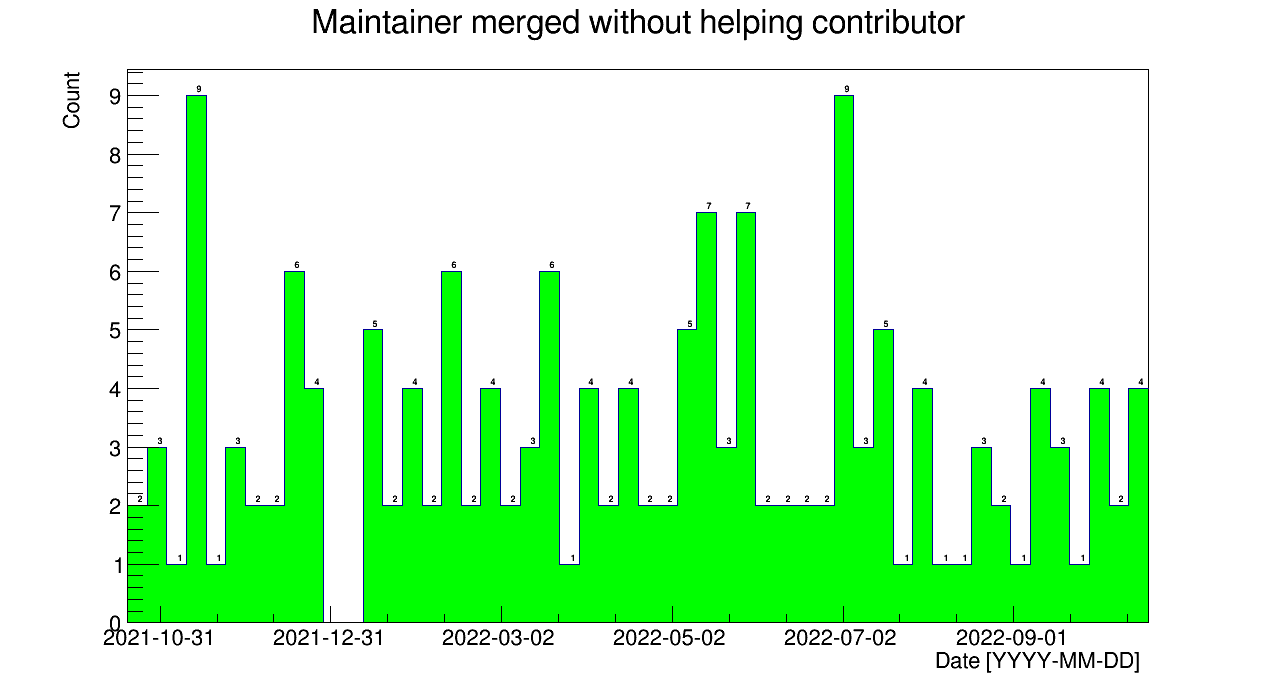 Maintainer merged without helping contributor
Count
9
8
7
6
5
4
3
2
1
0
2 3 1 9 1 3 2 2 6 4 5 2 4 2 6 2 4 2 3 6 1 4 2 4 2 2 5 7 3 7 2 2 2 2 9 3 5 1 4 1 1 3 2 1 4 3 1 4 2 4
2021-10-31 2021-12-31 2022-03-02 2022-05-02 2022-07-02 2022-09-01
Date [YYYY-MM-DD]